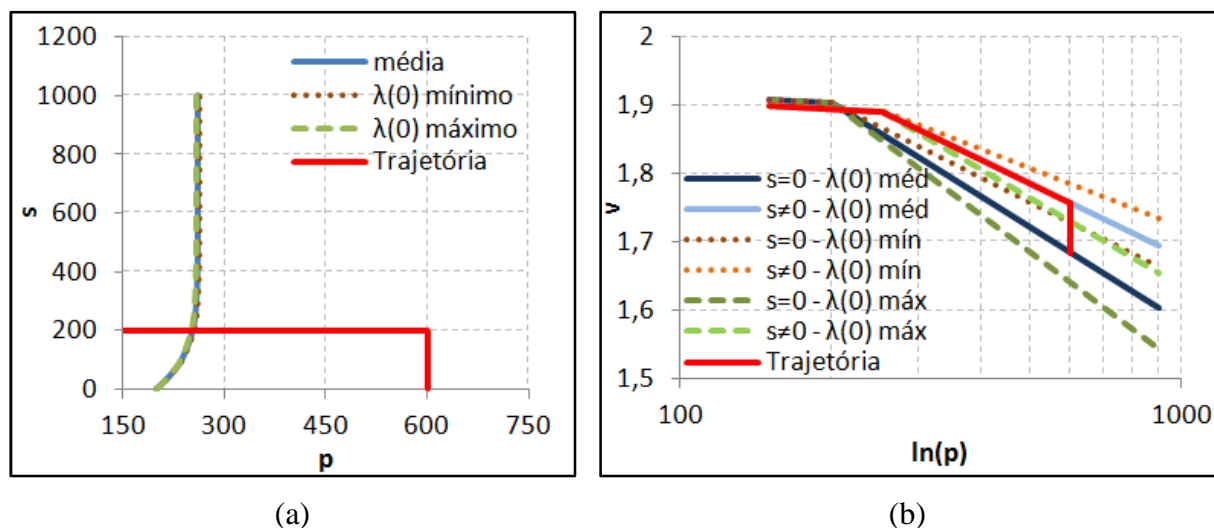 1200
1000
800
600
400
200
0
s
média
λ(0) mínimo
λ(0) máximo
Trajetória
150
300
450
600
750
p
(a)
2
1,9
1,8
1,7
1,6
1,5
v
s=0 - λ(0) méd
s≠0 - λ(0) méd
s=0 - λ(0) mín
s≠0 - λ(0) mín
s=0 - λ(0) máx
s≠0 - λ(0) máx
Trajetória
100
1000
ln(p)
(b)